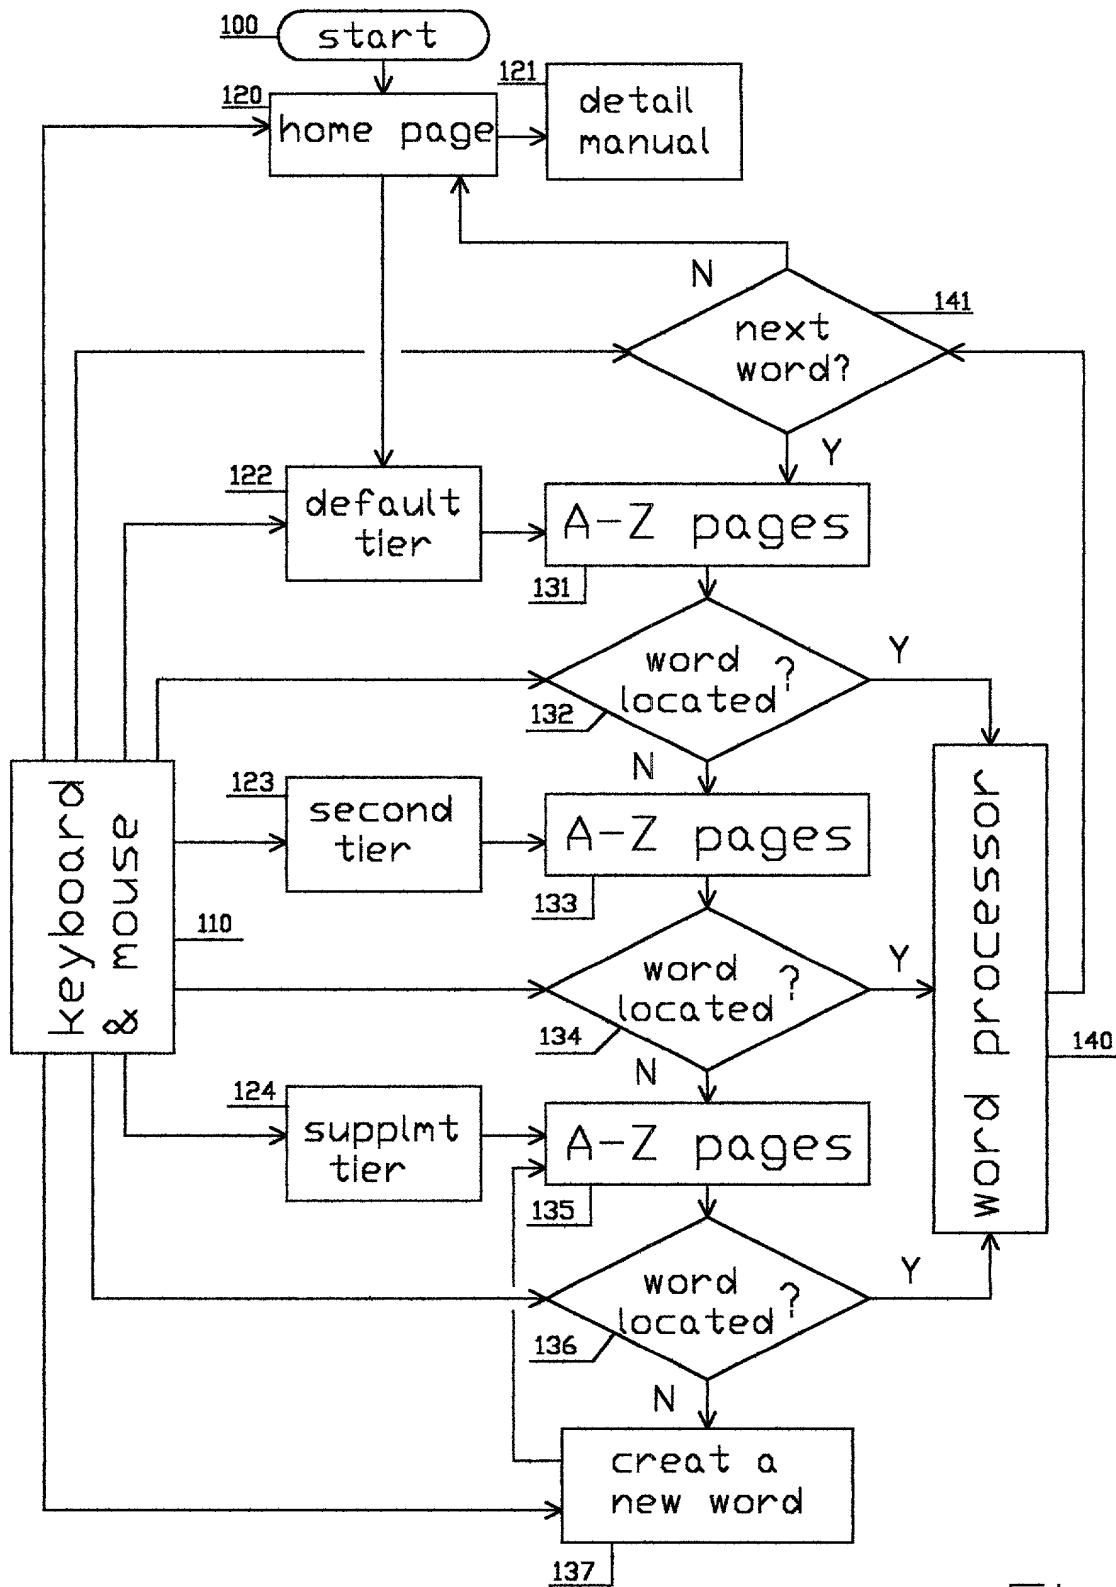 100
start
120
home page
121
detail
manual
N
141
next
word?
Y
122
default
tier
A-Z pages
131
word
located ?
Y
132
N
123
second
tier
A-Z pages
133
keyboard
& mouse
110
word
located ?
Y
134
N
word processor
140
124
supplmt
tier
A-Z pages
135
word
located ?
Y
136
N
creat a
new word
137